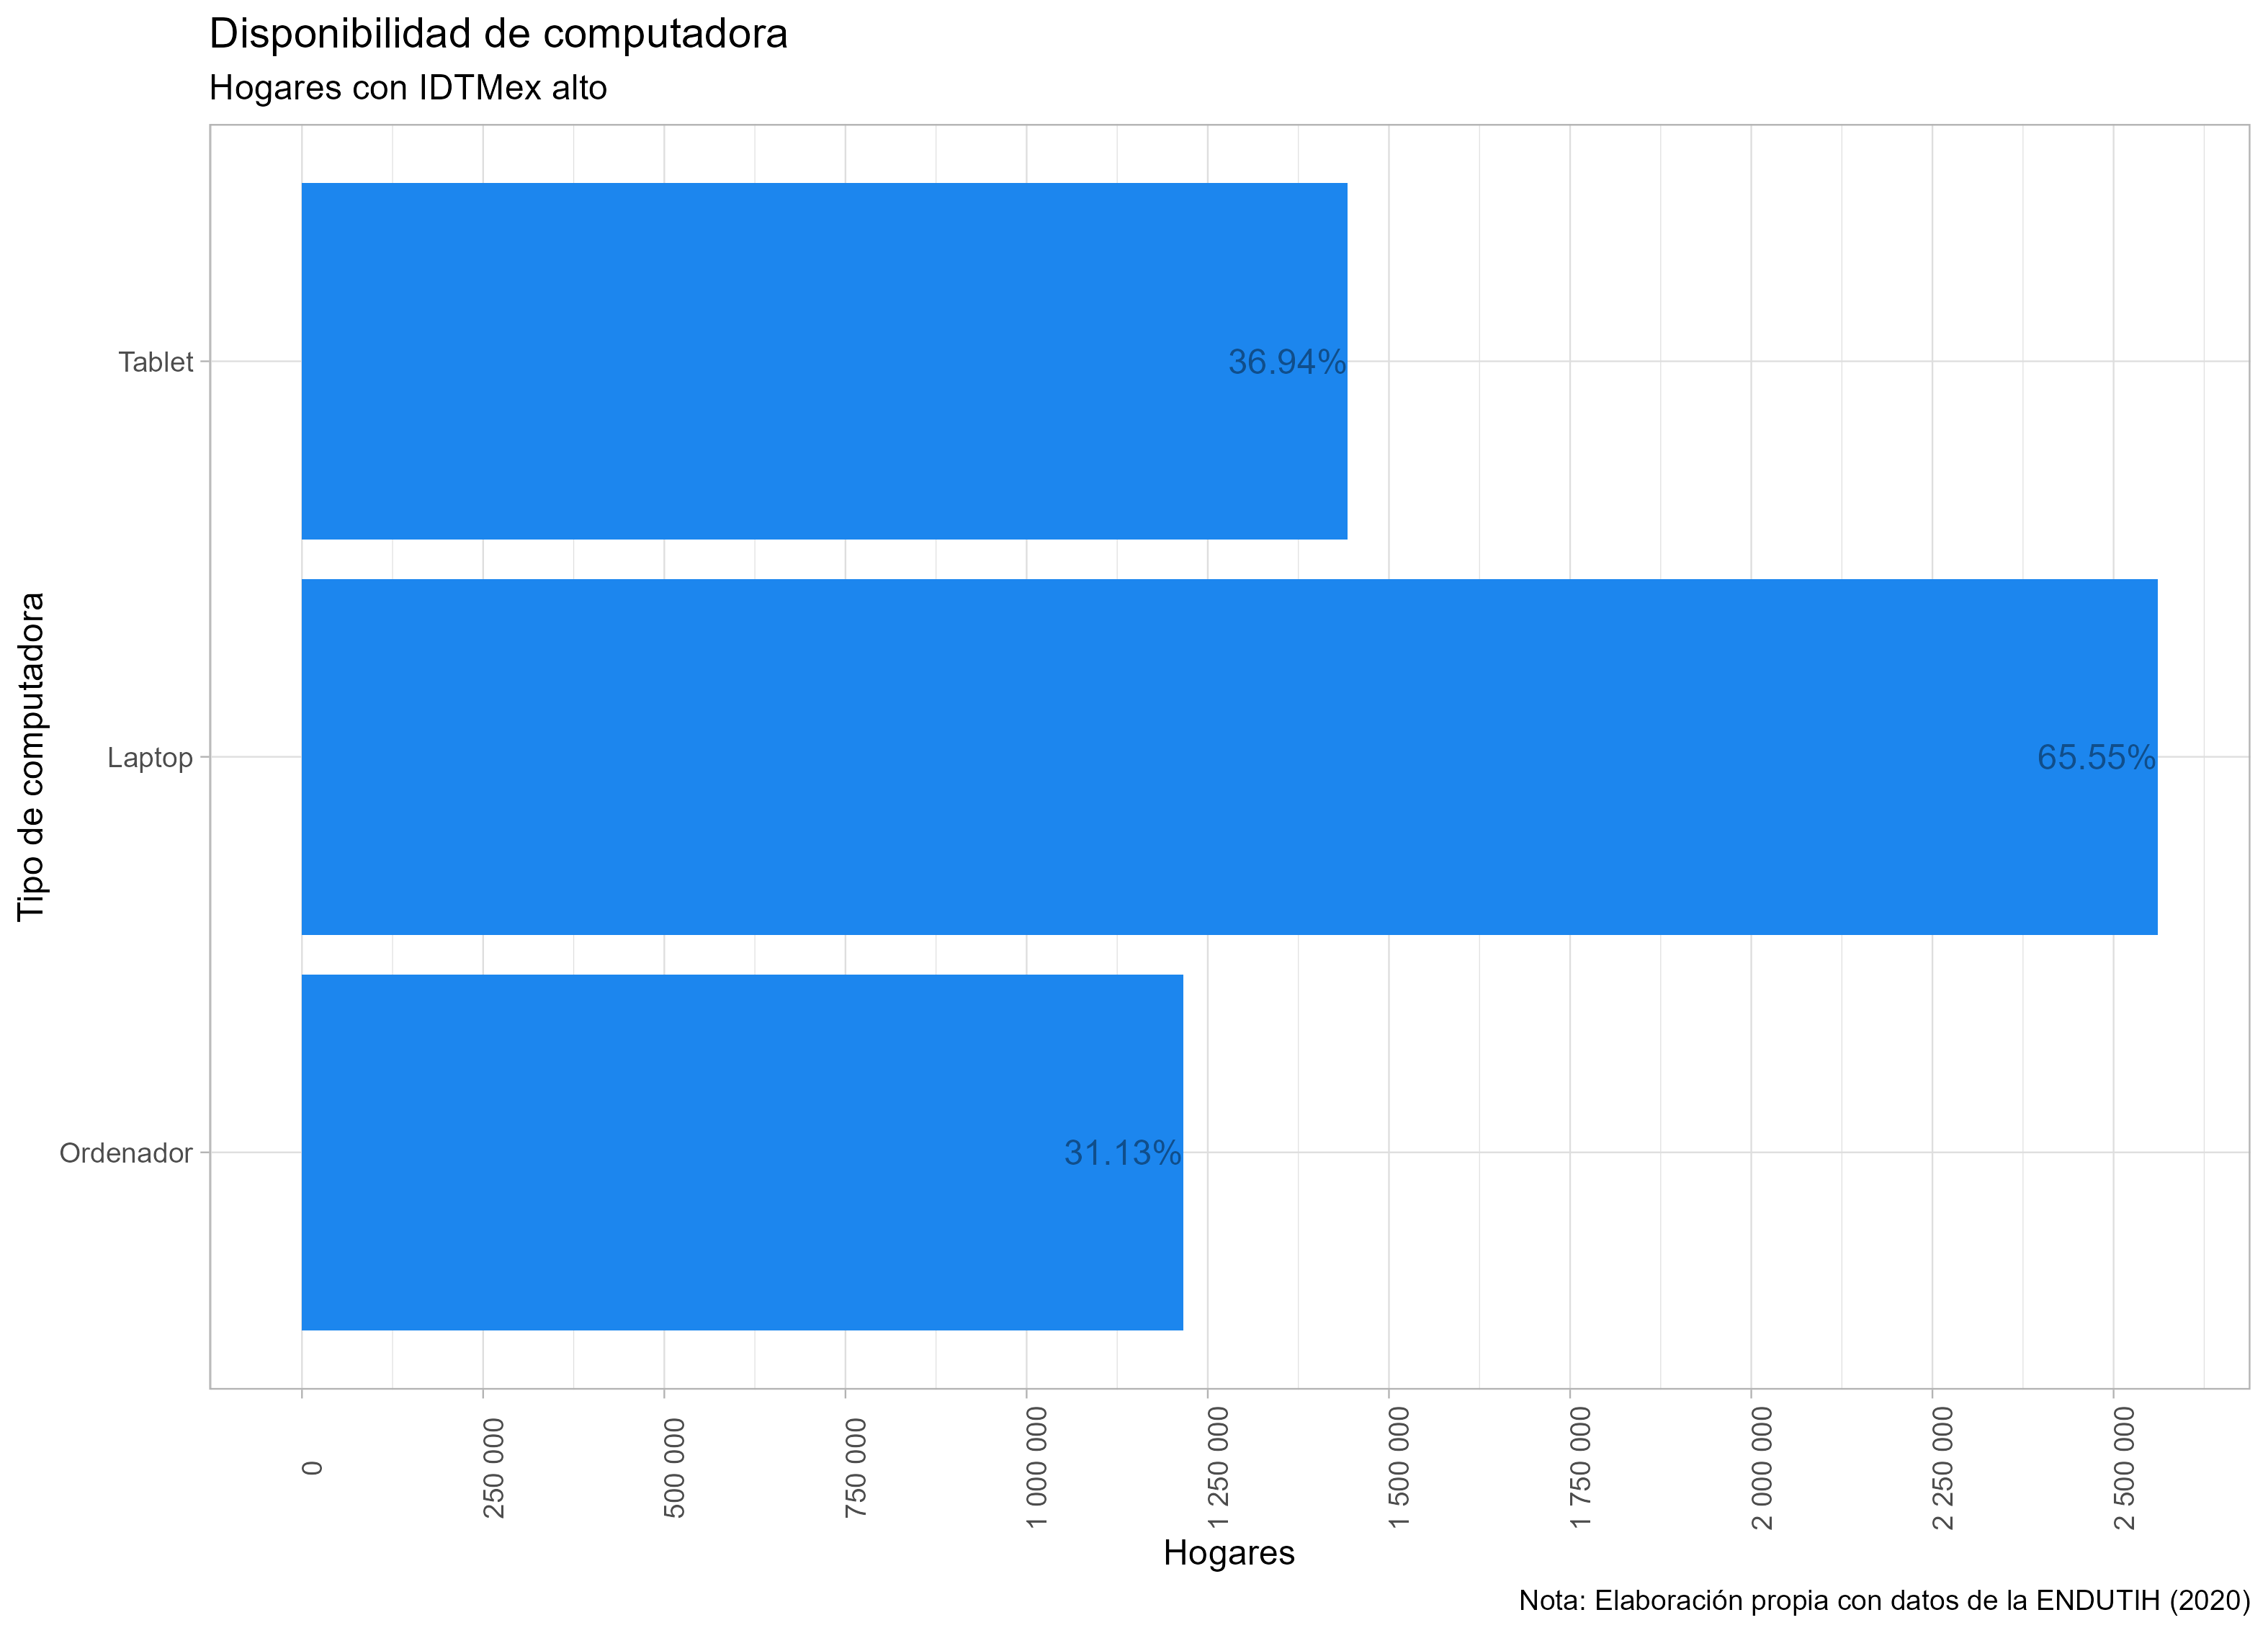 Disponibilidad de computadora
Hogares con IDTMex alto
Tipo de computadora
Tablet
36.94%
Laptop
65.55%
Ordenador
31.13%
0
250 000
500 000
750 000
1 000 000
1 250 000
1 500 000
1 750 000
2 000 000
2 250 000
2 500 000
Hogares
Nota: Elaboración propia con datos de la ENDUTIH (2020)